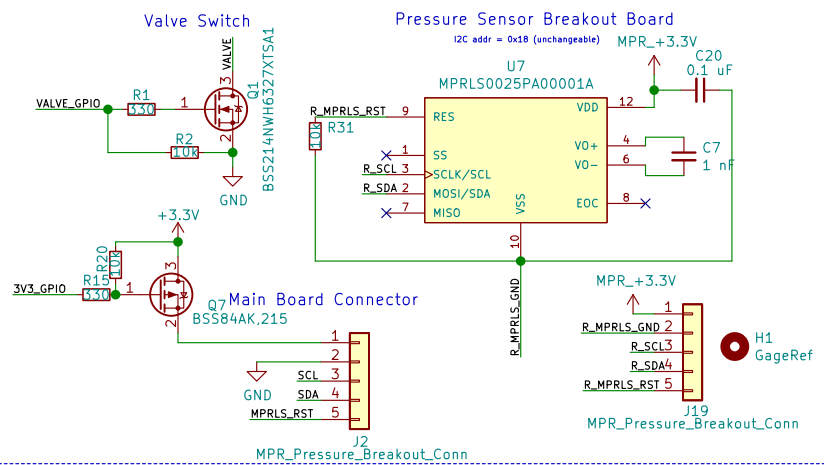 Valve Switch
VALVE
3
Q1
BSS214NWH6327XTSA1
VALVE_GPIO
R1
330
1
2
R2
10k
GND
Pressure Sensor Breakout Board
I2C addr = 0x18 (unchangeable)
MPR_+3.3V
C20
0.1 uF
U7
MPRLS0025PA00001A
R_MPRLS_RST
9
RES
VDD
12
R31
10k
1
SS
VO+
4
C7
1 nF
R_SCL
3
SCLK/SCL
VO-
6
R_SDA
2
MOSI/SDA
7
MISO
EOC
8
VSS
10
R_MPRLS_GND
+3.3V
R20
10k
3
3V3_GPIO
R15
330
1
2
Q7
BSS84AK,215
Main Board Connector
1
2
GND
SCL
3
SDA
4
MPRLS_RST
5
J2
MPR_Pressure_Breakout_Conn
MPR_+3.3V
1
R_MPRLS_GND
2
R_SCL
3
R_SDA
4
R_MPRLS_RST
5
J19
MPR_Pressure_Breakout_Conn
H1
GageRef